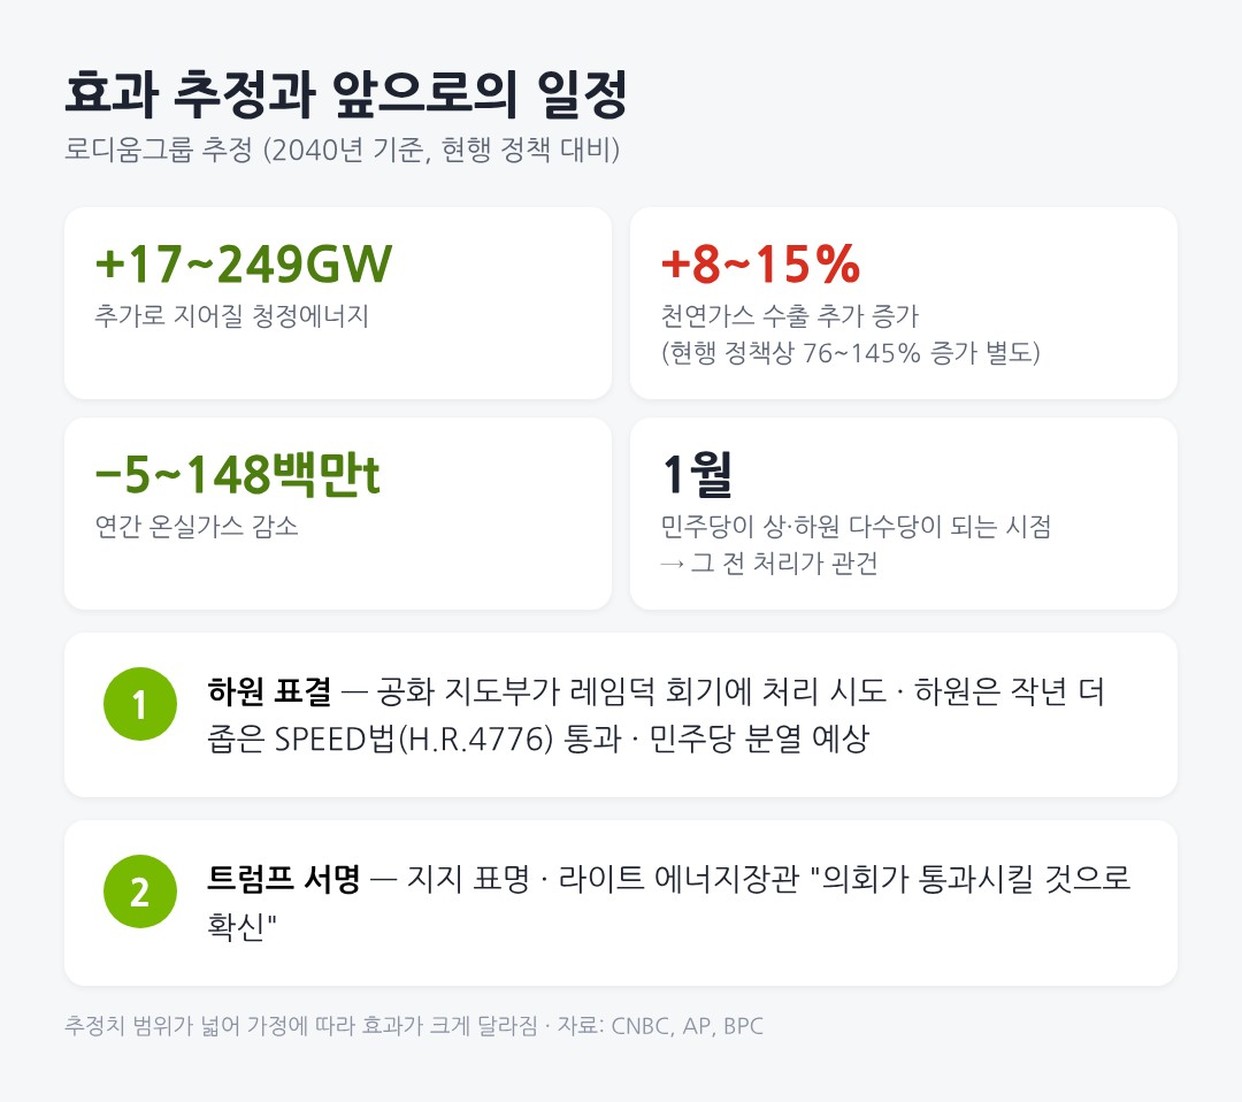 효과 추정과 앞으로의 일정
로디움그룹 추정 (2040년 기준, 현행 정책 대비)
+17~249GW
추가로 지어질 청정에너지
+8~15%
천연가스 수출 추가 증가
(현행 정책상 76~145% 증가 별도)
−5~148백만t
연간 온실가스 감소
1월
민주당이 상·하원 다수당이 되는 시점
→ 그 전 처리가 관건
1
하원 표결 — 공화 지도부가 레임덕 회기에 처리 시도 · 하원은 작년 더
좁은 SPEED법(H.R.4776) 통과 · 민주당 분열 예상
2
트럼프 서명 — 지지 표명 · 라이트 에너지장관 "의회가 통과시킬 것으로
확신"
추정치 범위가 넓어 가정에 따라 효과가 크게 달라짐 · 자료: CNBC, AP, BPC